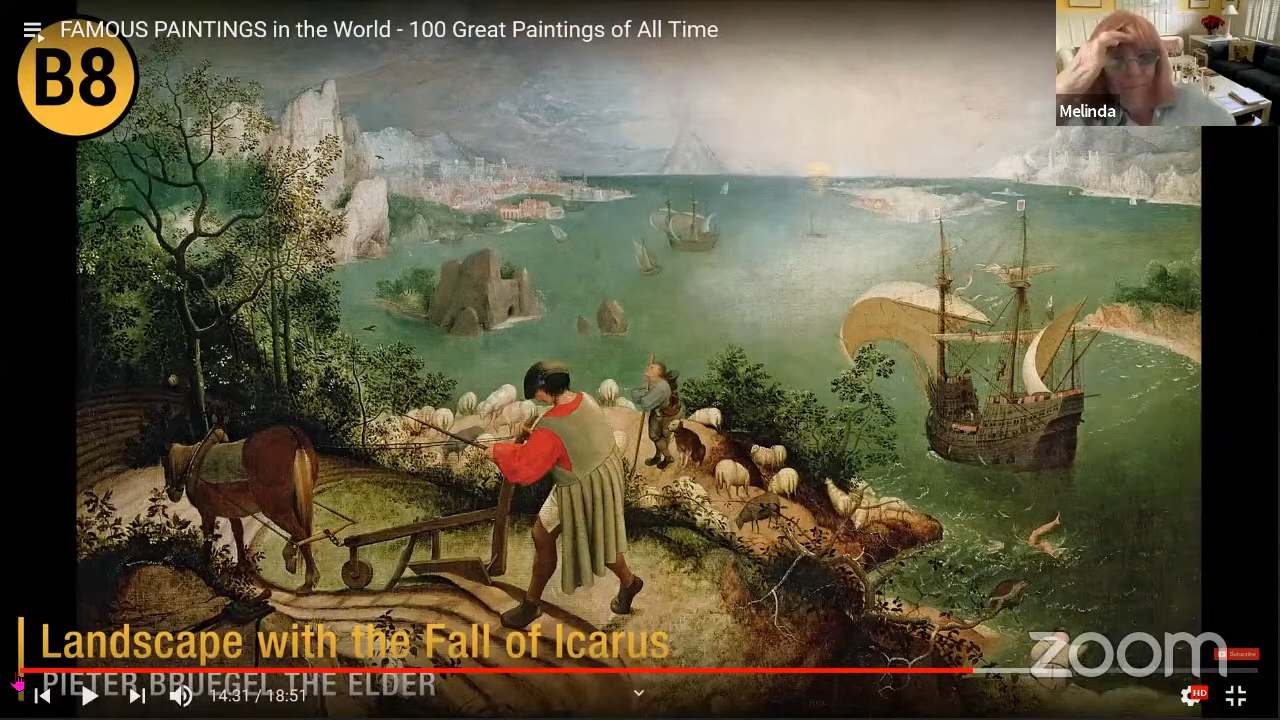 FAMOUS PAINTINGS in the World - 100 Great Paintings of All Time
B8
Melinda
Landscape with the Fall of Icarus
PIETER BRUEGEL THE ELDER
14:31 / 18:51
zoom
Subscribe
HD